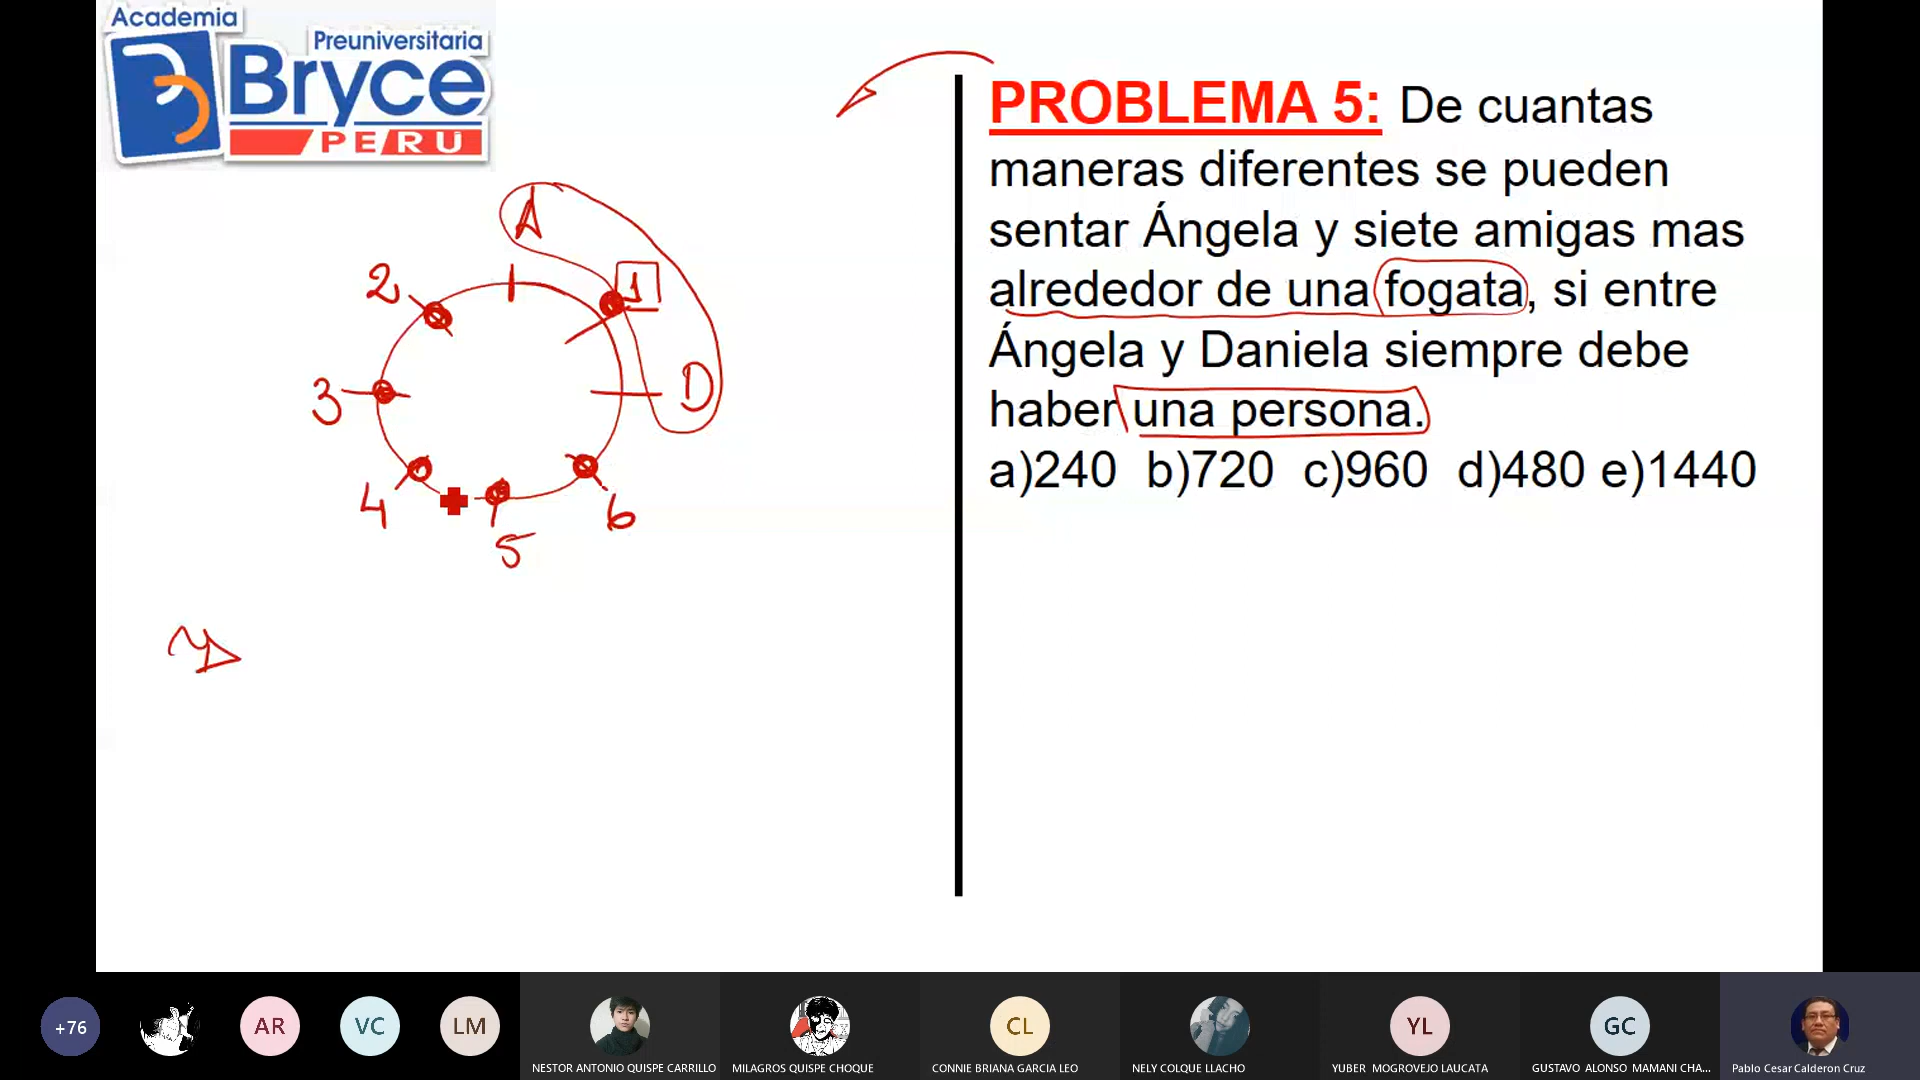 Academia
Preuniversitaria
Bryce
PERÚ
PROBLEMA 5: De cuantas
maneras diferentes se pueden
sentar Ángela y siete amigas mas
alrededor de una fogata, si entre
Ángela y Daniela siempre debe
haber una persona.
a)240 b)720 c)960 d)480 e)1440
A
2
1
3
D
4
6
5
+76
AR
VC
LM
CL
YL
GC
NESTOR ANTONIO QUISPE CARRILLO
MILAGROS QUISPE CHOQUE
CONNIE BRIANA GARCIA LEO
NELY COLQUE LLACHO
YUBER MOGROVEJO LAUCATA
GUSTAVO ALONSO MAMANI CHA...
Pablo Cesar Calderon Cruz